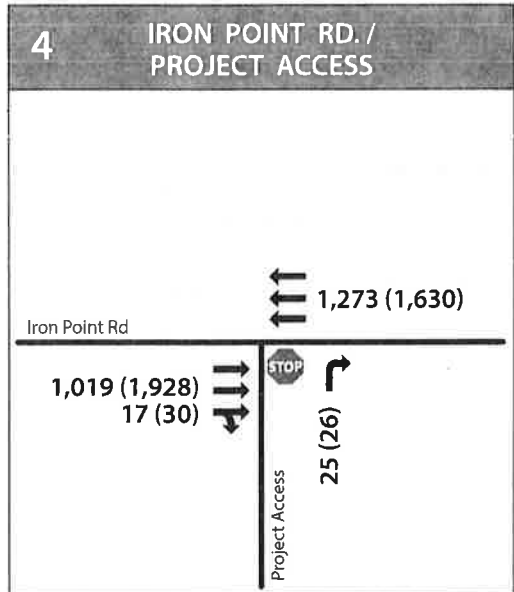 4
IRON POINT RD. /
PROJECT ACCESS
1,273 (1,630)
Iron Point Rd
STOP
1,019 (1,928)
17 (30)
25 (26)
Project Access